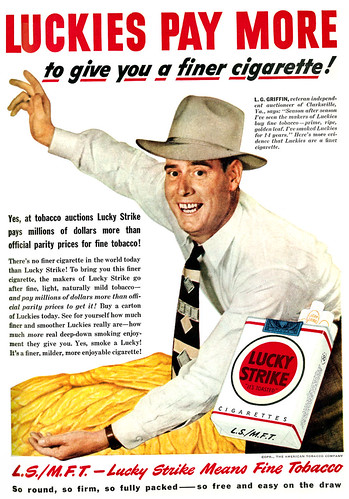 LUCKIES PAY MORE
to give you a finer cigarette!
L. G. GRIFFIN, veteran independ-
ent auctioneer of Clarksville,
Va., says: "Season after season
I've seen the makers of Luckies
buy fine tobacco—prime, ripe,
golden leaf. I've smoked Luckies
for 14 years." Here's more evi-
dence that Luckies are a finer
cigarette.
Yes, at tobacco auctions Lucky Strike
pays millions of dollars more than
official parity prices for fine tobacco!
There's no finer cigarette in the world today
than Lucky Strike! To bring you this finer
cigarette, the makers of Lucky Strike go
after fine, light, naturally mild tobacco—
and pay millions of dollars more than offi-
cial parity prices to get it! Buy a carton
of Luckies today. See for yourself how much
finer and smoother Luckies really are—how
much more real deep-down smoking enjoy-
ment they give you. Yes, smoke a Lucky!
It's a finer, milder, more enjoyable cigarette!
LUCKY
STRIKE
"IT'S TOASTED"
CIGARETTES
L.S./M.F.T.
COPR., THE AMERICAN TOBACCO COMPANY
L.S./M.F.T. — Lucky Strike Means Fine Tobacco
So round, so firm, so fully packed—so free and easy on the draw